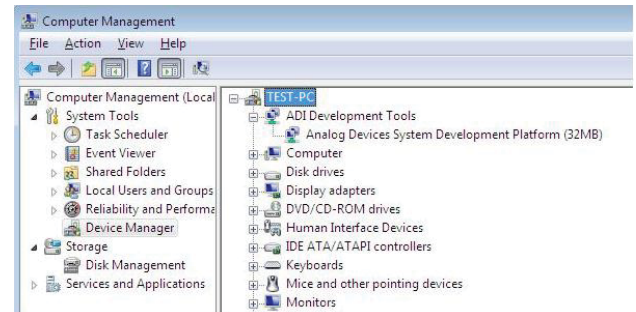 Computer Management
File Action View Help
Computer Management (Local
System Tools
Task Scheduler
Event Viewer
Shared Folders
Local Users and Groups
Reliability and Performa
Device Manager
Storage
Disk Management
Services and Applications
TEST-PC
ADI Development Tools
Analog Devices System Development Platform (32MB)
Computer
Disk drives
Display adapters
DVD/CD-ROM drives
Human Interface Devices
IDE ATA/ATAPI controllers
Keyboards
Mice and other pointing devices
Monitors